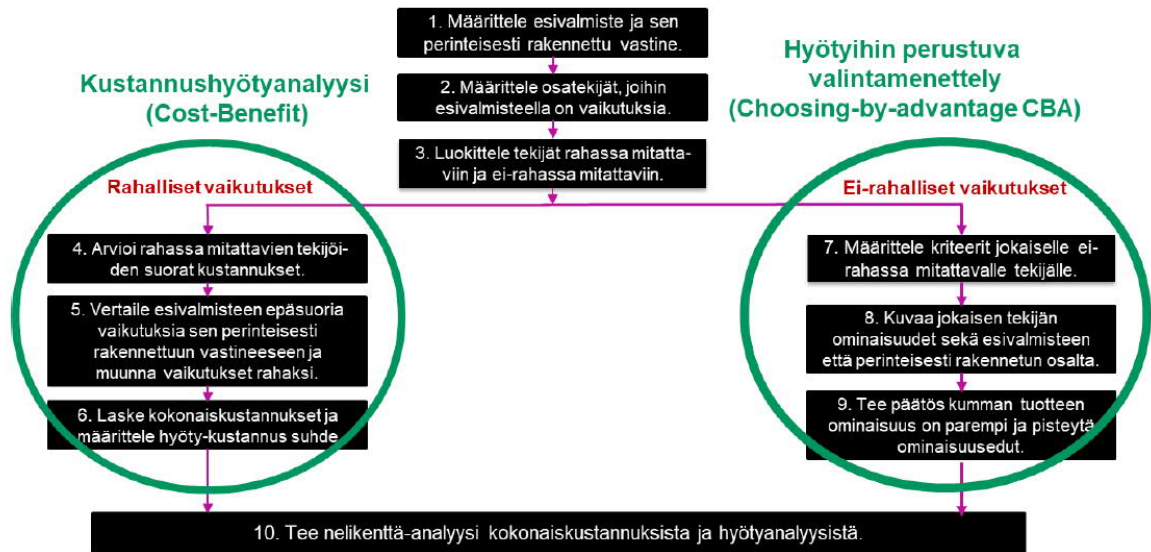 1. Määrittele esivalmiste ja sen
perinteisesti rakennettu vastine.
Kustannushyötyanalyysi
(Cost-Benefit)
2. Määrittele osatekijät, joihin
esivalmisteella on vaikutuksia.
Hyötyihin perustuva
valintamenettely
(Choosing-by-advantage CBA)
3. Luokittele tekijät rahassa mitatta-
viin ja ei-rahassa mitattaviin.
Rahalliset vaikutukset
Ei-rahalliset vaikutukset
4. Arvioi rahassa mitattavien tekijöi-
den suorat kustannukset.
5. Vertaile esivalmisteen epäsuoria
vaikutuksia sen perinteisesti
rakennettuun vastineeseen ja
muunna vaikutukset rahaksi.
6. Laske kokonaiskustannukset ja
määrittele hyöty-kustannus suhde
7. Määrittele kriteerit jokaiselle ei-
rahassa mitattavalle tekijälle.
8. Kuvaa jokaisen tekijän
ominaisuudet sekä esivalmisteen
että perinteisesti rakennetun osalta.
9. Tee päätös kumman tuotteen
ominaisuus on parempi ja pisteytä
ominaisuusedut.
10. Tee nelikenttä-analyysi kokonaiskustannuksista ja hyötyanalyysistä.